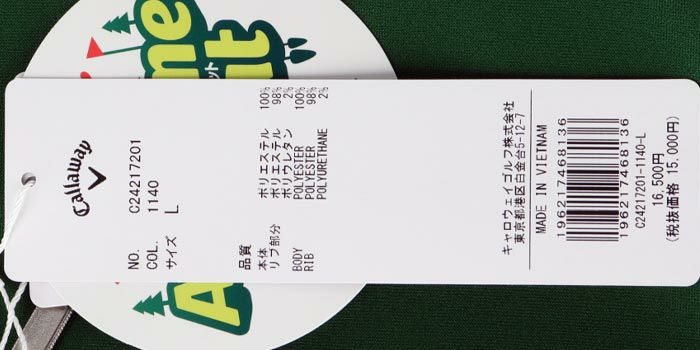 Callaway
NO. C24217201
COL. 1140
サイズ L
品質
本体 ポリエステル 100%
リブ部分 ポリエステル 98%
ポリウレタン 2%
BODY POLYESTER 100%
RIB POLYESTER 98%
POLYURETHANE 2%
キャロウェイゴルフ株式会社
東京都港区白金台5-12-7
MADE IN VIETNAM
196217468136
196217468136
C24217201-1140-L
16,500円
(税抜価格 15,000円)